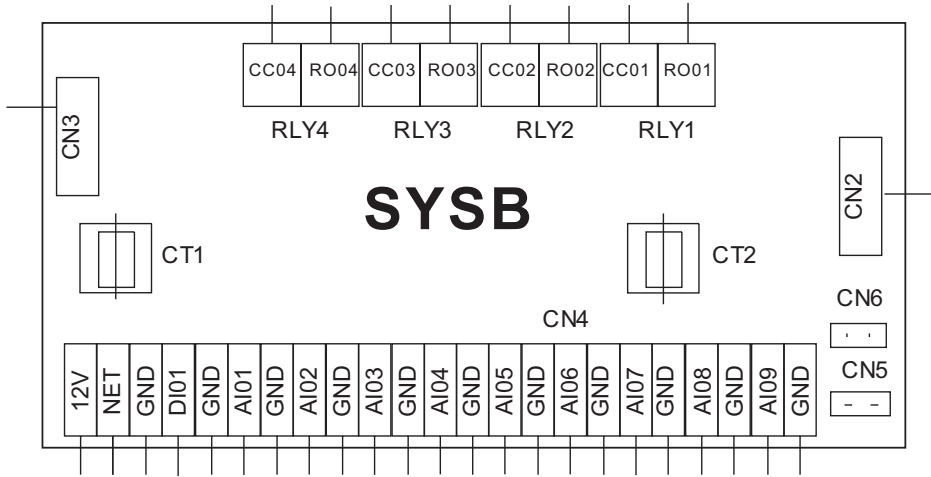 CC04 RO04 CC03 RO03 CC02 RO02 CC01 RO01
RLY4 RLY3 RLY2 RLY1
CN3
CN2
SYSB
CT1
CT2
CN6
CN4
CN5
12V NET GND DI01 GND AI01 GND AI02 GND AI03 GND AI04 GND AI05 GND AI06 GND AI07 GND AI08 GND AI09 GND